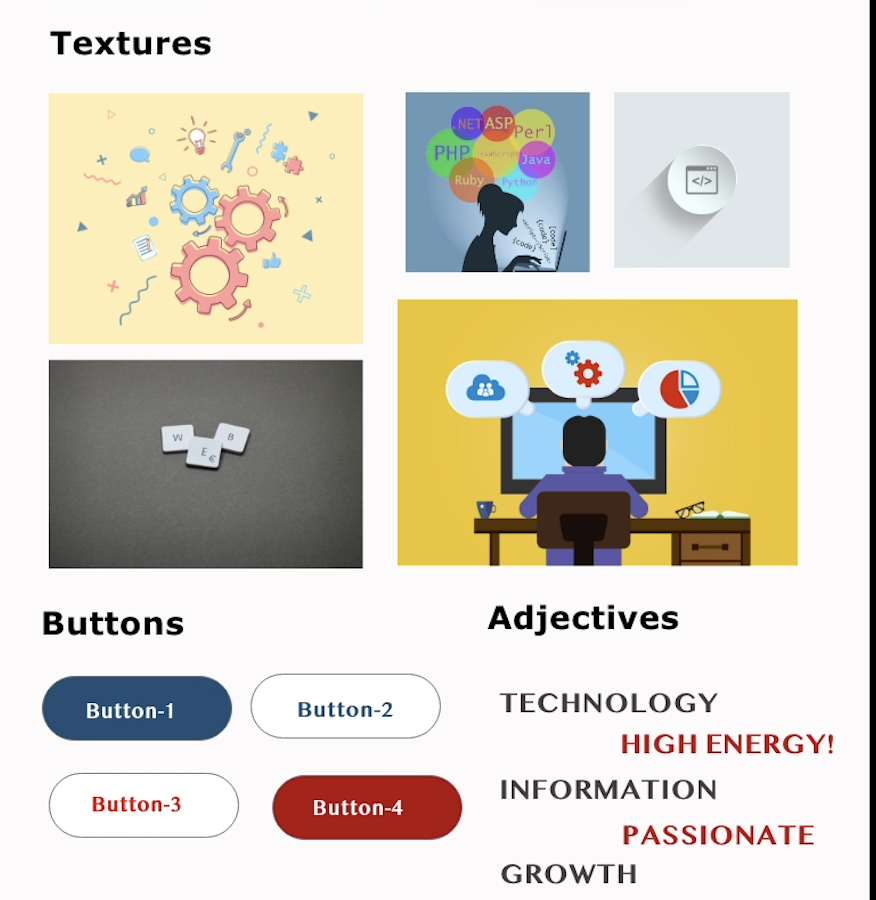 Textures
.NET
ASP
Perl
PHP
JavaScript
Java
Ruby
Python
{code}
{code}
[code]
</>
W
B
E
€
Buttons
Adjectives
Button-1
Button-2
Button-3
Button-4
TECHNOLOGY
HIGH ENERGY!
INFORMATION
PASSIONATE
GROWTH